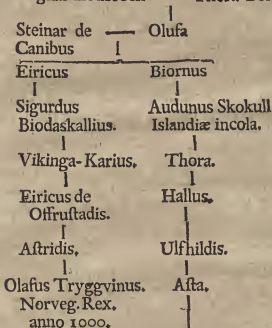 Steinar de Olufa
Canibus
Eiricus Biornus
Sigurdus Audunus Skokull
Biodaskallius. Islandiæ incola.
Vikinga-Karius. Thora.
Eiricus de Hallus.
Offrustadis.
Astridis. Ulfhildis.
Olafus Tryggvinus. Asta.
Norveg. Rex.
anno 1000.